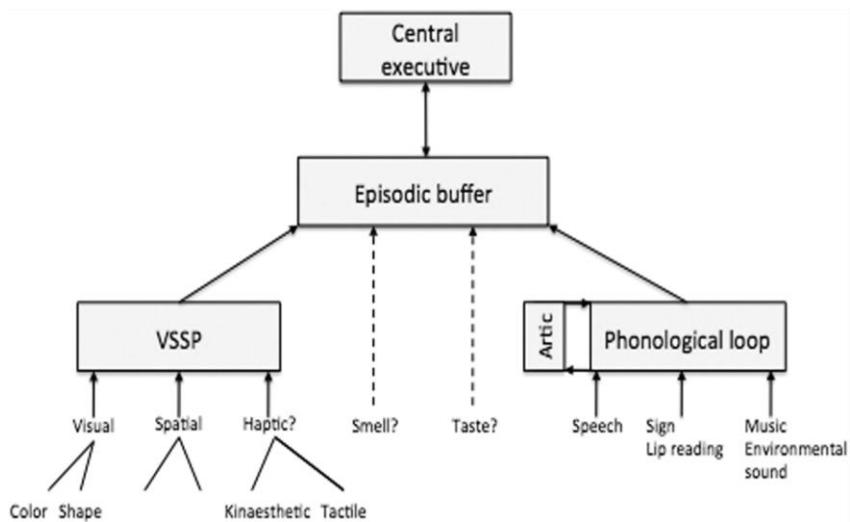 Central
executive
Episodic buffer
VSSP
Artic
Phonological loop
Visual
Spatial
Haptic?
Smell?
Taste?
Speech
Sign
Lip reading
Music
Environmental
sound
Color
Shape
Kinaesthetic
Tactile